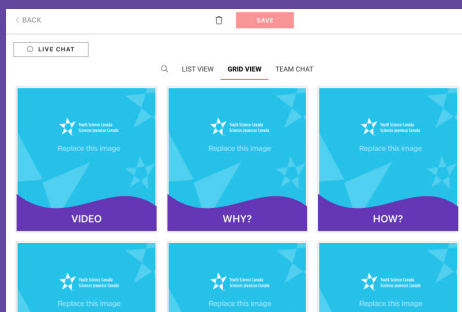 < BACK
SAVE
LIVE CHAT
LIST VIEW GRID VIEW TEAM CHAT
Youth Science Canada
Sciences jeunesse Canada
Replace this image
VIDEO
Youth Science Canada
Sciences jeunesse Canada
Replace this image
WHY?
Youth Science Canada
Sciences jeunesse Canada
Replace this image
HOW?
Youth Science Canada
Sciences jeunesse Canada
Replace this image
Youth Science Canada
Sciences jeunesse Canada
Replace this image
Youth Science Canada
Sciences jeunesse Canada
Replace this image